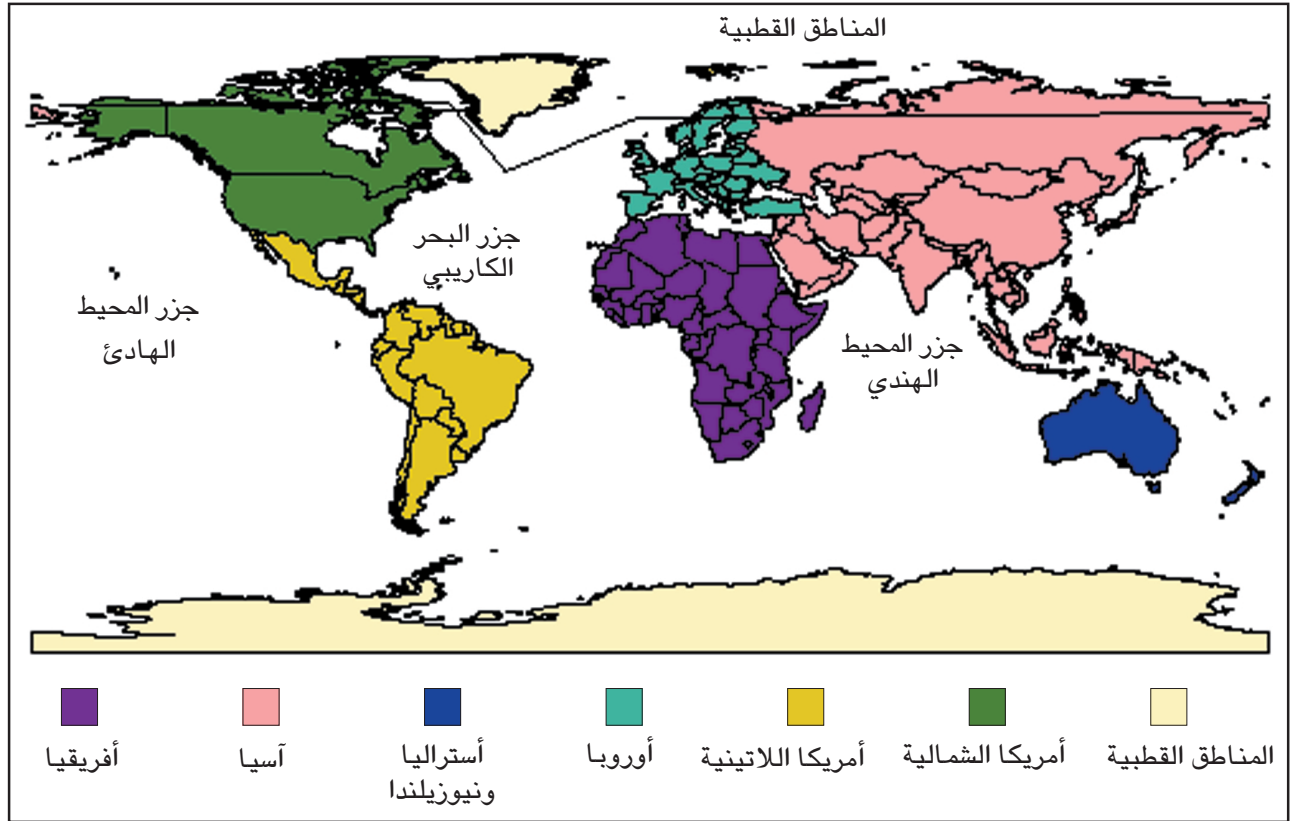 المناطق القطبية
جزر البحر
الكاريبي
جزر المحيط
الهادئ
جزر المحيط
الهندي
المناطق القطبية
أمريكا الشمالية
أمريكا اللاتينية
أوروبا
أستراليا
ونيوزيلندا
آسيا
أفريقيا